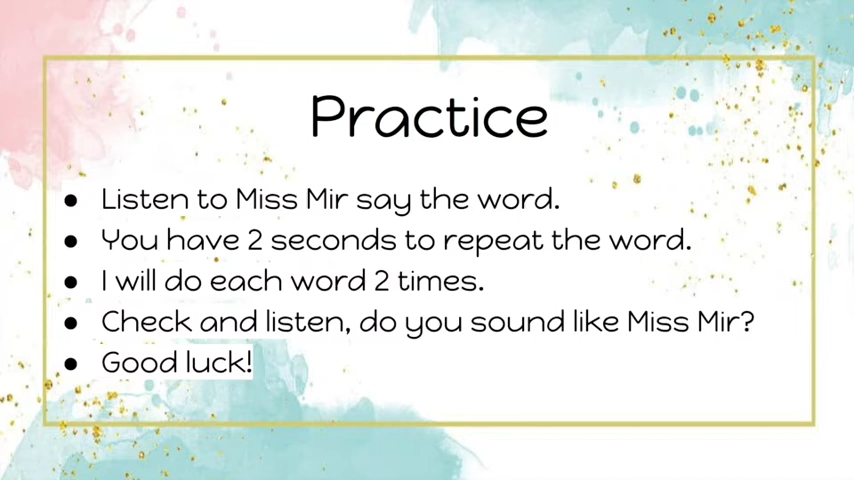 Practice
● Listen to Miss Mir say the word.
● You have 2 seconds to repeat the word.
● I will do each word 2 times.
● Check and listen, do you sound like Miss Mir?
● Good luck!